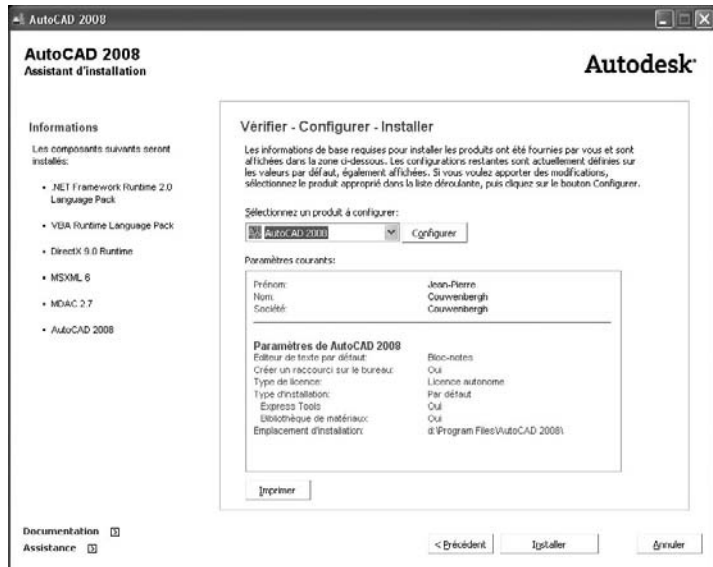 AutoCAD 2008
AutoCAD 2008
Assistant d'installation
Autodesk
Informations
Les composants suivants seront
installés:
• .NET Framework Runtime 2.0
Language Pack
• VBA Runtime Language Pack
• DirectX 9.0 Runtime
• MSXML 6
• MDAC 2.7
• AutoCAD 2008
Vérifier - Configurer - Installer
Les informations de base requises pour installer les produits ont été fournies par vous et sont
affichées dans la zone ci-dessous. Les configurations restantes sont actuellement définies sur
les valeurs par défaut, également affichées. Si vous voulez apporter des modifications,
sélectionnez le produit approprié dans la liste déroulante, puis cliquez sur le bouton Configurer.
Sélectionnez un produit à configurer:
AutoCAD 2008 Configurer
Paramètres courants:
Prénom: Jean-Pierre
Nom: Couwenbergh
Société: Couwenbergh
Paramètres de AutoCAD 2008
Editeur de texte par défaut: Bloc-notes
Créer un raccourci sur le bureau: Oui
Type de licence: Licence autonome
Type d'installation: Par défaut
Express Tools Oui
Bibliothèque de matériaux: Oui
Emplacement d'installation: d:\Program Files\AutoCAD 2008\
Imprimer
Documentation
Assistance
< Précédent Installer Annuler